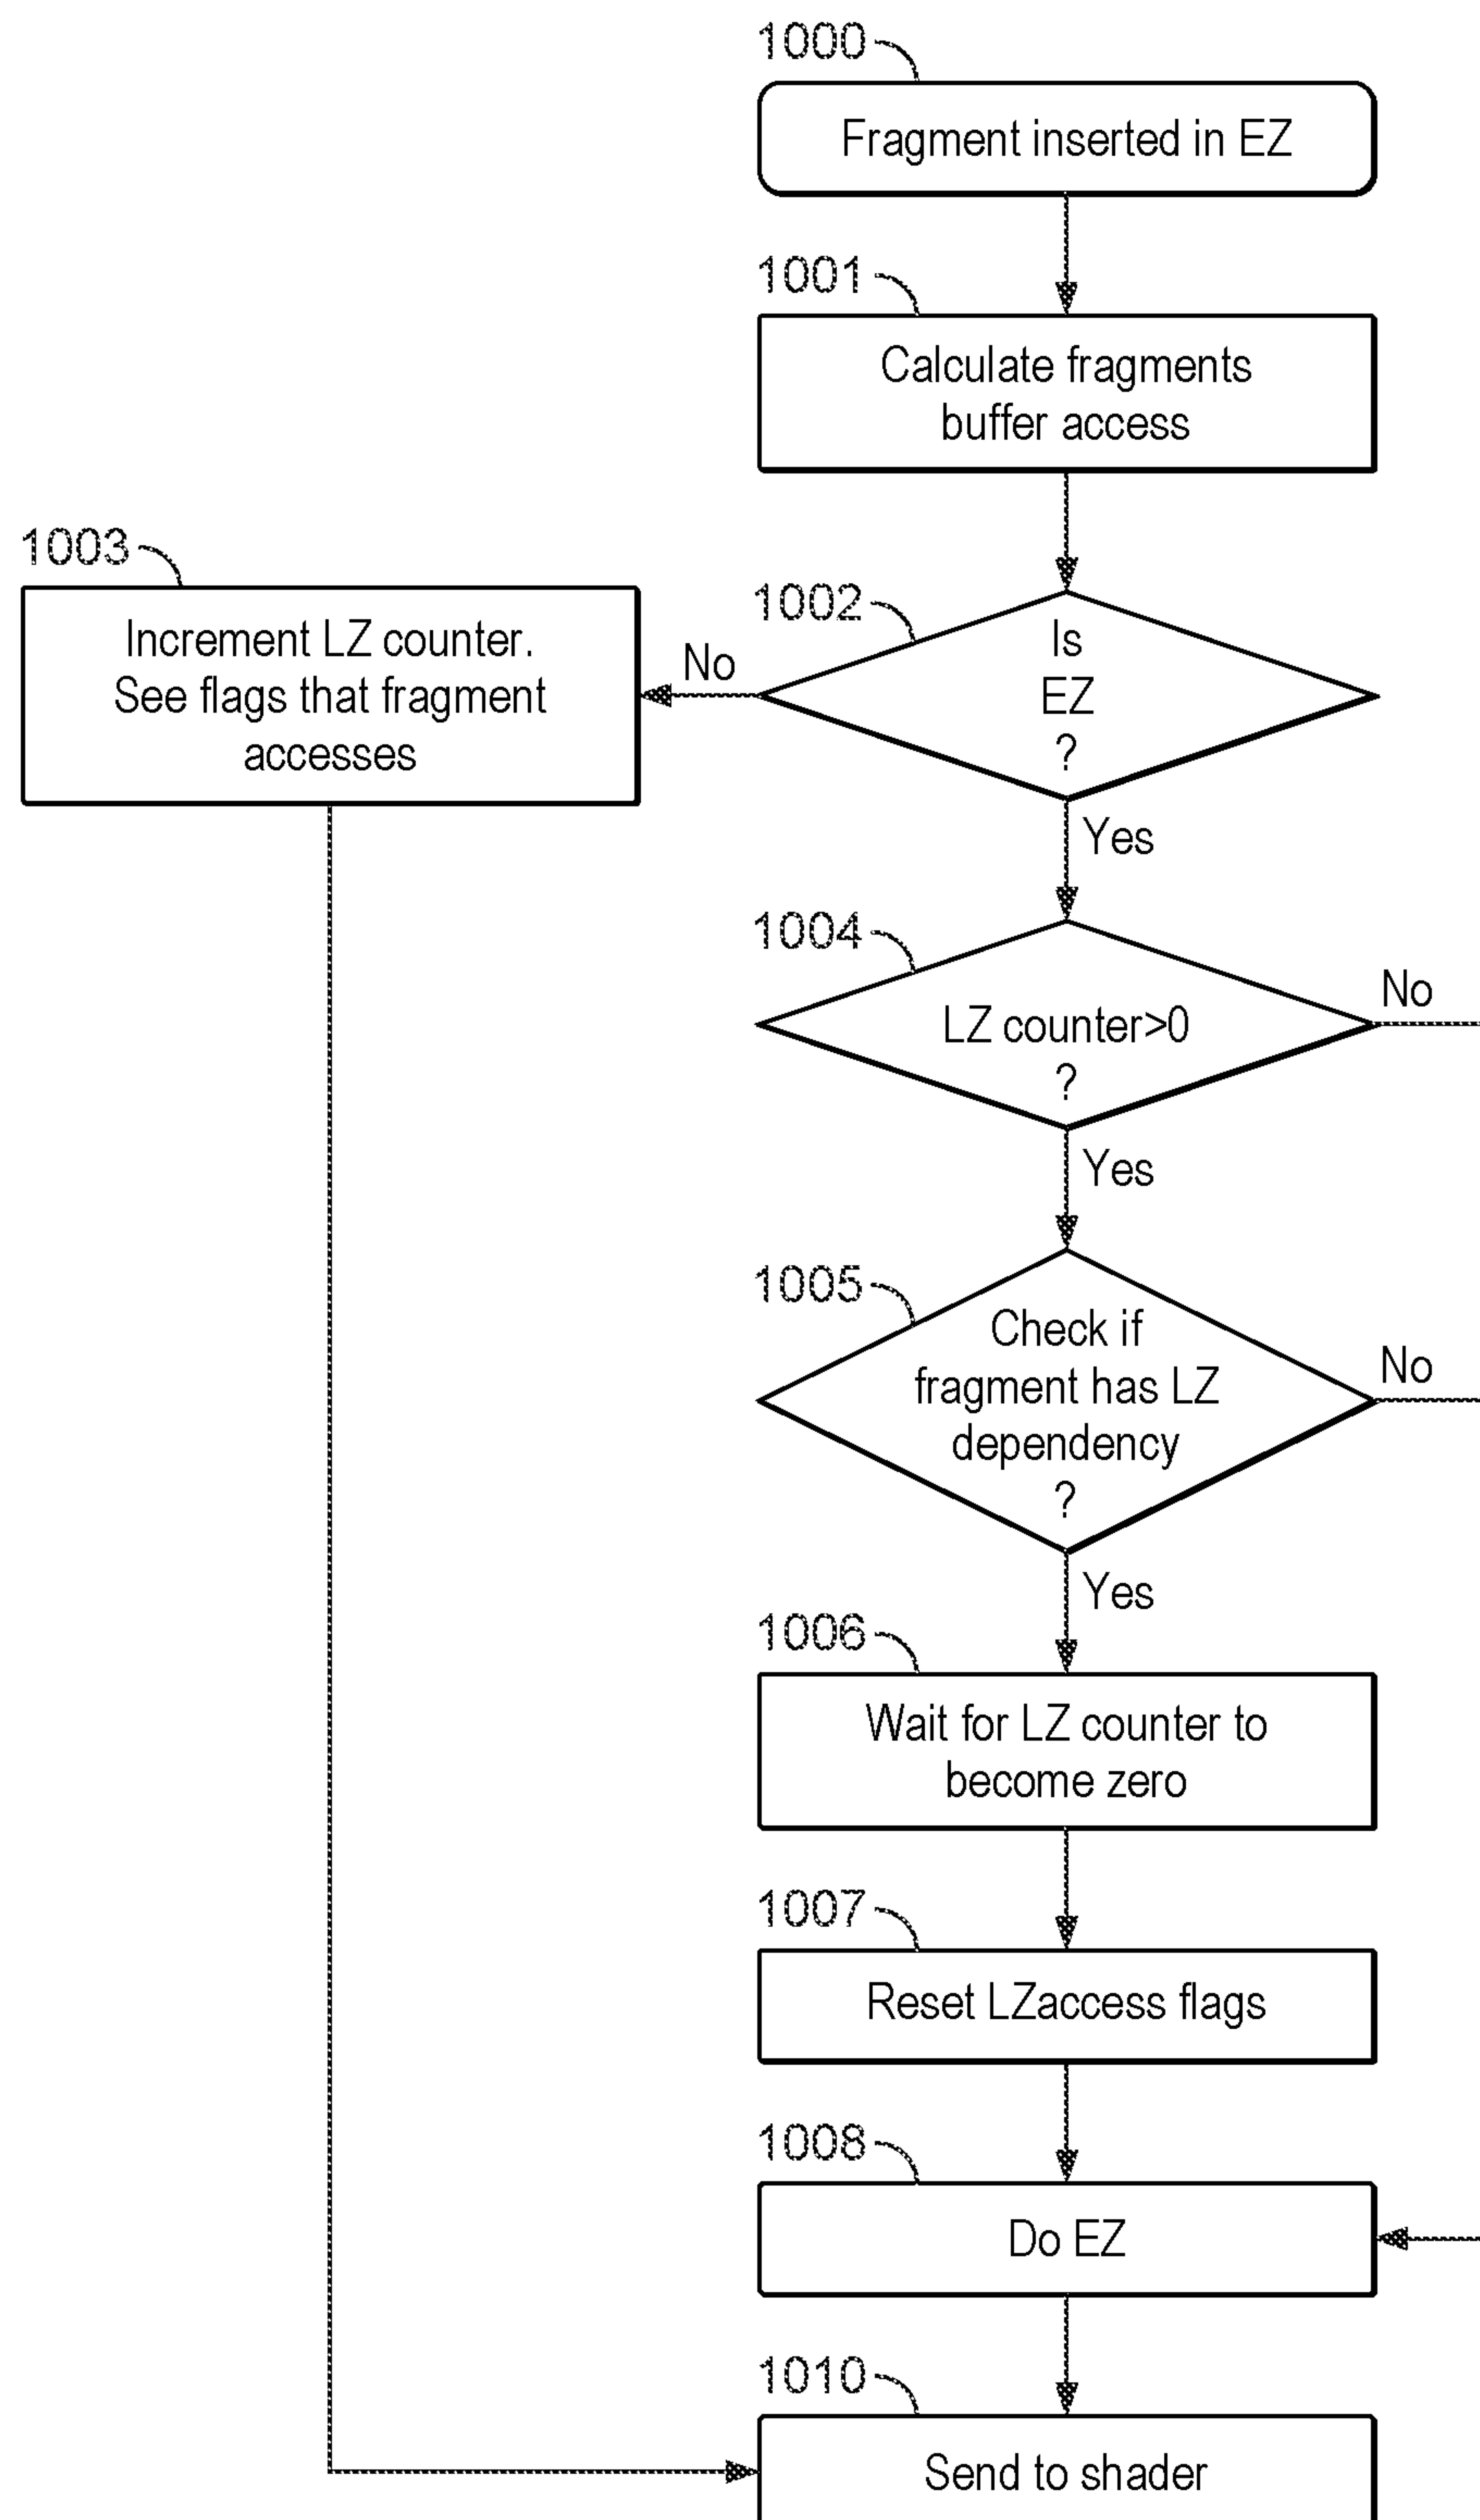 1000
Fragment inserted in EZ
1001
Calculate fragments
buffer access
1003
Increment LZ counter.
See flags that fragment
accesses
No
1002
Is
EZ
?
Yes
1004
LZ counter>0
?
No
Yes
1005
Check if
fragment has LZ
dependency
?
No
Yes
1006
Wait for LZ counter to
become zero
1007
Reset LZaccess flags
1008
Do EZ
1010
Send to shader